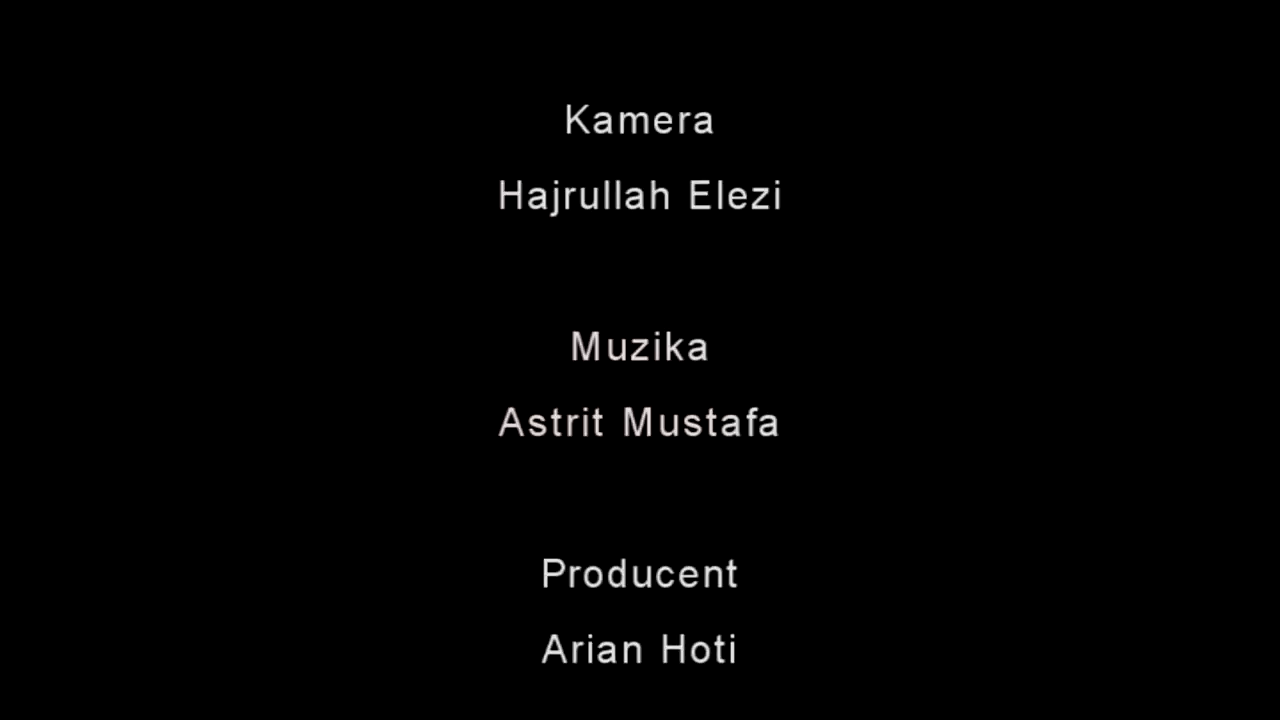 Kamera
Hajrullah Elezi
Muzika
Astrit Mustafa
Producent
Arian Hoti